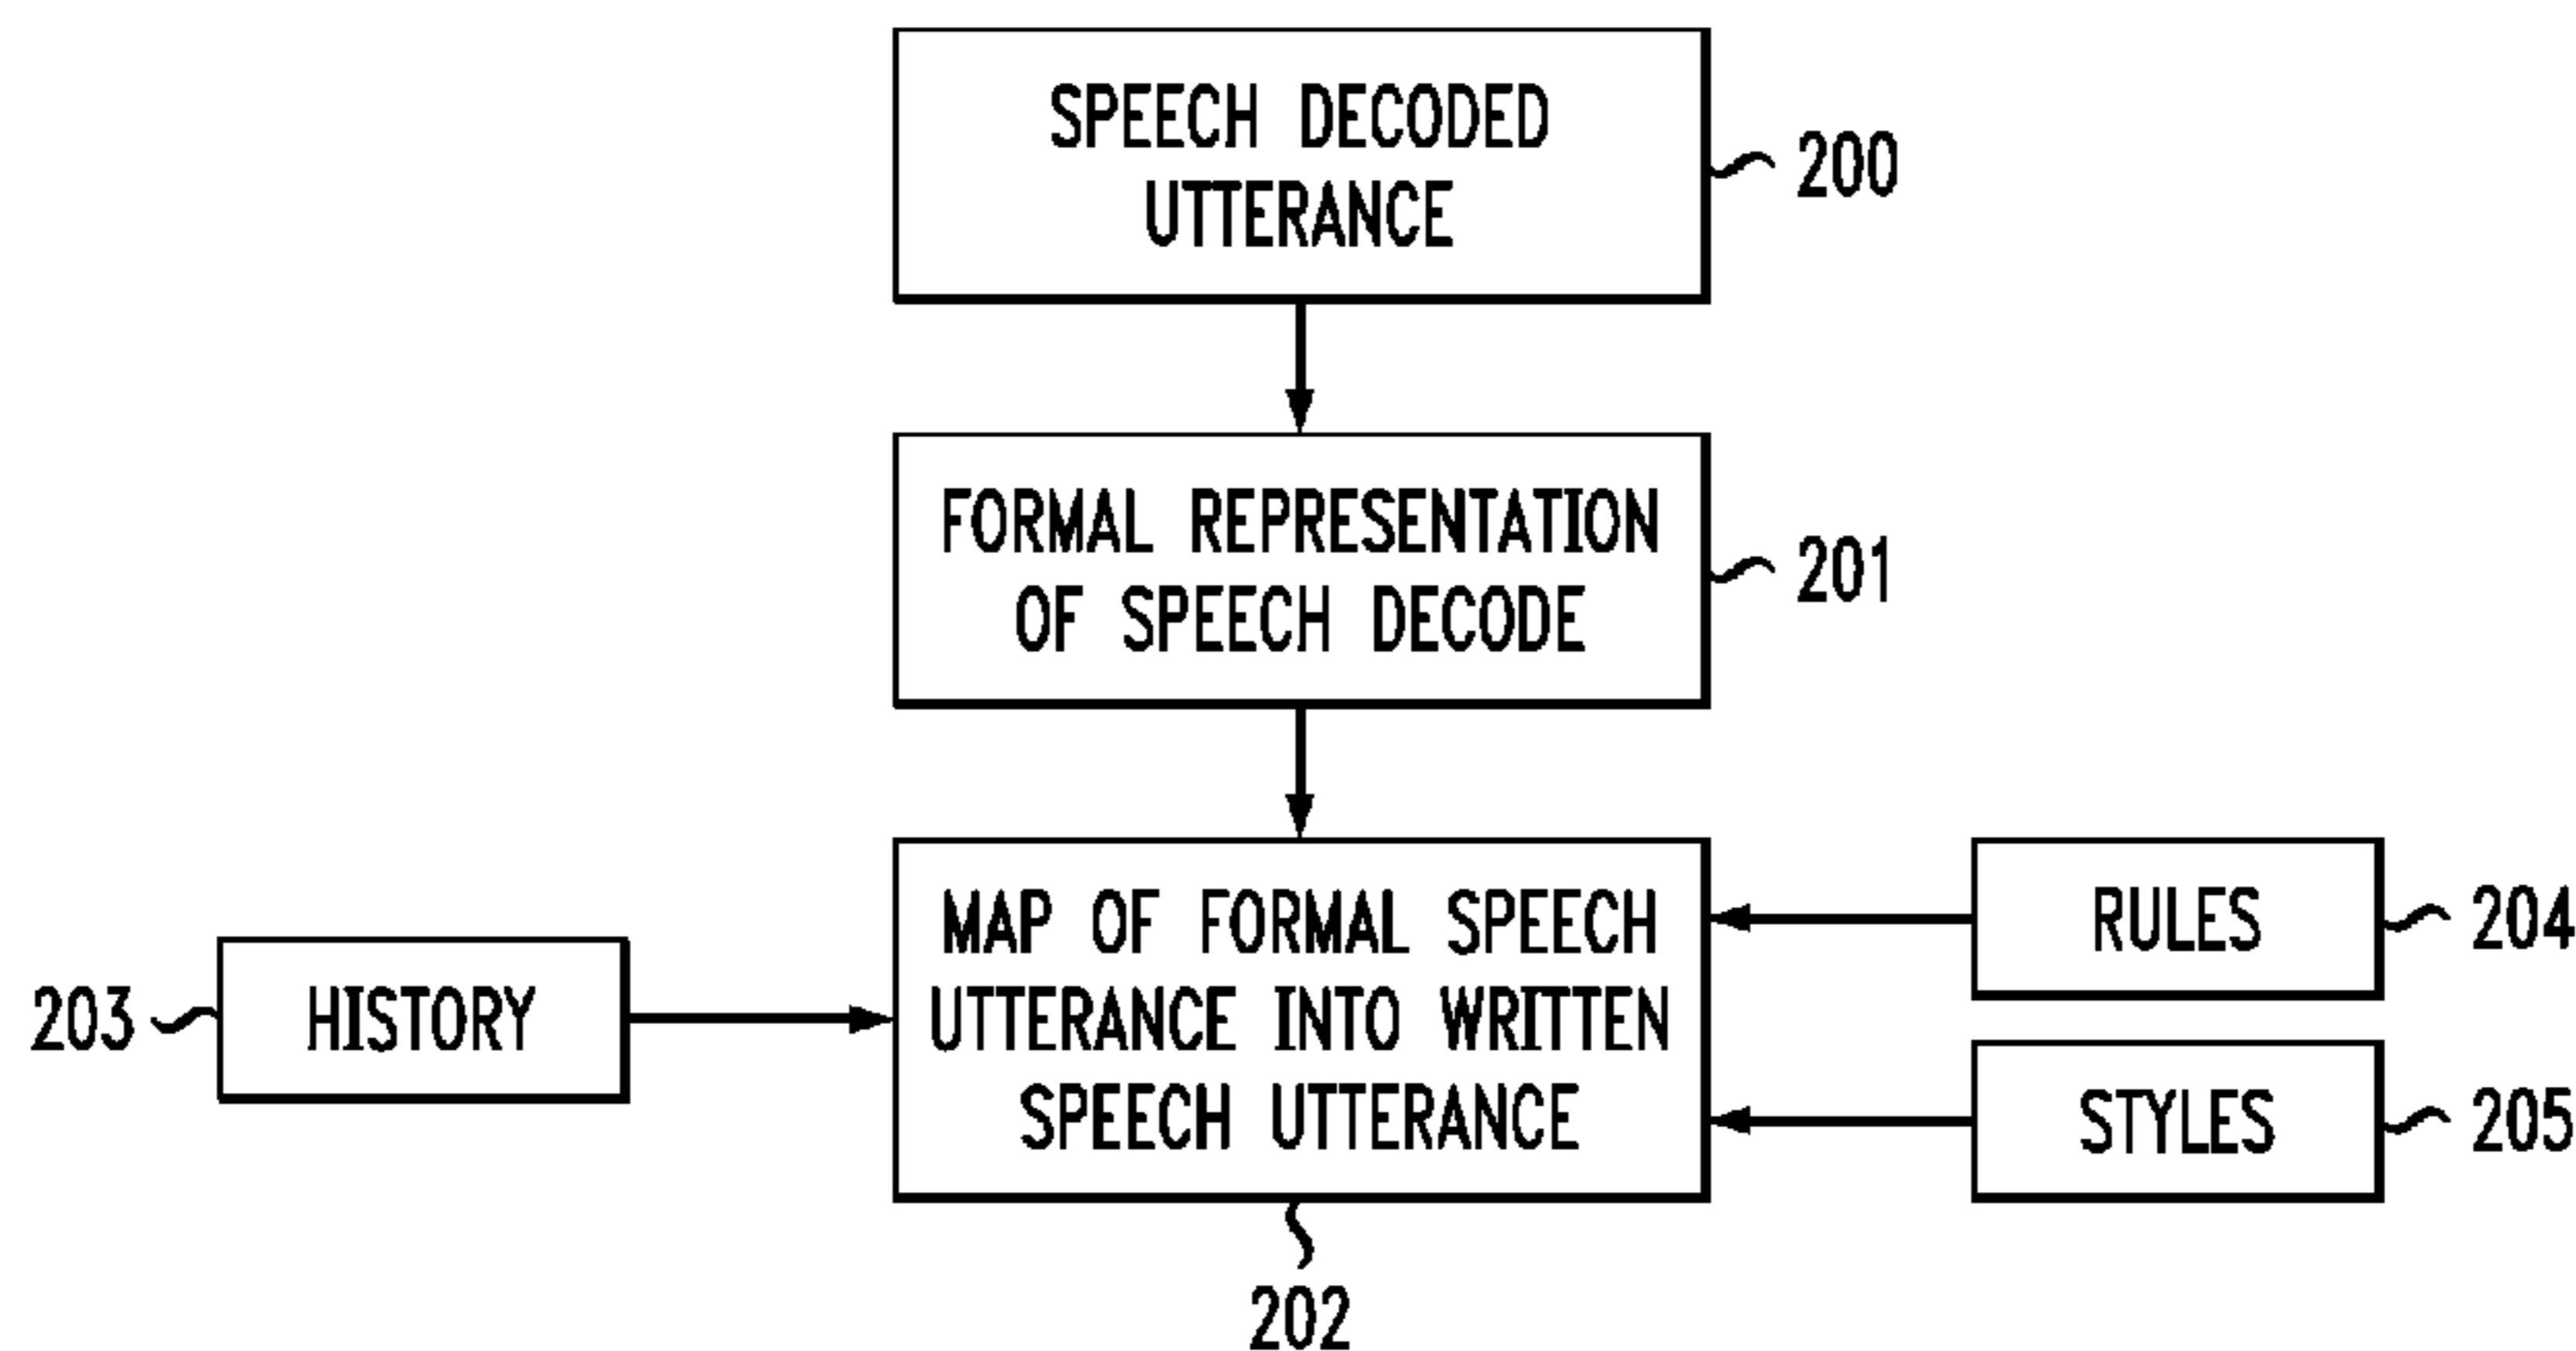 SPEECH DECODED
UTTERANCE
200
FORMAL REPRESENTATION
OF SPEECH DECODE
201
MAP OF FORMAL SPEECH
UTTERANCE INTO WRITTEN
SPEECH UTTERANCE
202
203
HISTORY
RULES
204
STYLES
205